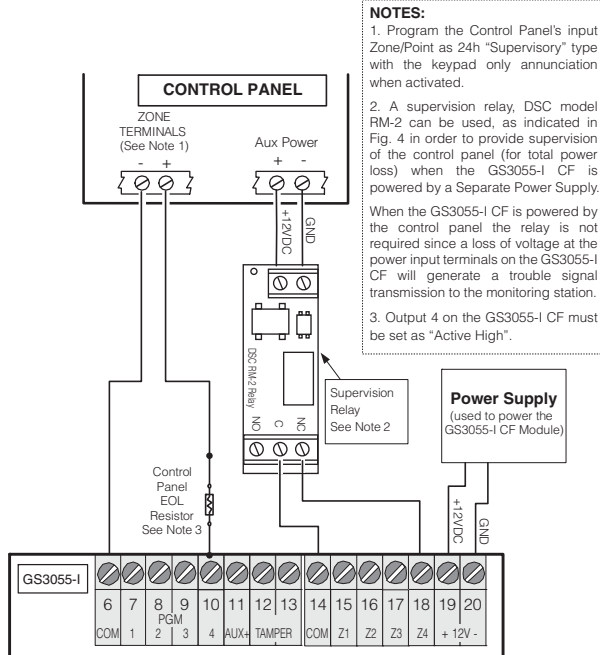 NOTES:
1. Program the Control Panel's input
Zone/Point as 24h "Supervisory" type
with the keypad only annunciation
when activated.
2. A supervision relay, DSC model
RM-2 can be used, as indicated in
Fig. 4 in order to provide supervision
of the control panel (for total power
loss) when the GS3055-I CF is
powered by a Separate Power Supply.
When the GS3055-I CF is powered by
the control panel the relay is not
required since a loss of voltage at the
power input terminals on the GS3055-I
CF will generate a trouble signal
transmission to the monitoring station.
3. Output 4 on the GS3055-I CF must
be set as "Active High".
CONTROL PANEL
ZONE
TERMINALS
(See Note 1)
- +
Aux Power
+ -
+12VDC
GND
DSC RM-2 Relay
NO C NC
Supervision
Relay
See Note 2
Power Supply
(used to power the
GS3055-I CF Module)
+12VDC
GND
Control
Panel
EOL
Resistor
See Note 3
GS3055-I
6 7 8 9 10 11 12 13 14 15 16 17 18 19 20
PGM
COM 1 2 3 4 AUX+ TAMPER COM Z1 Z2 Z3 Z4 + 12V -